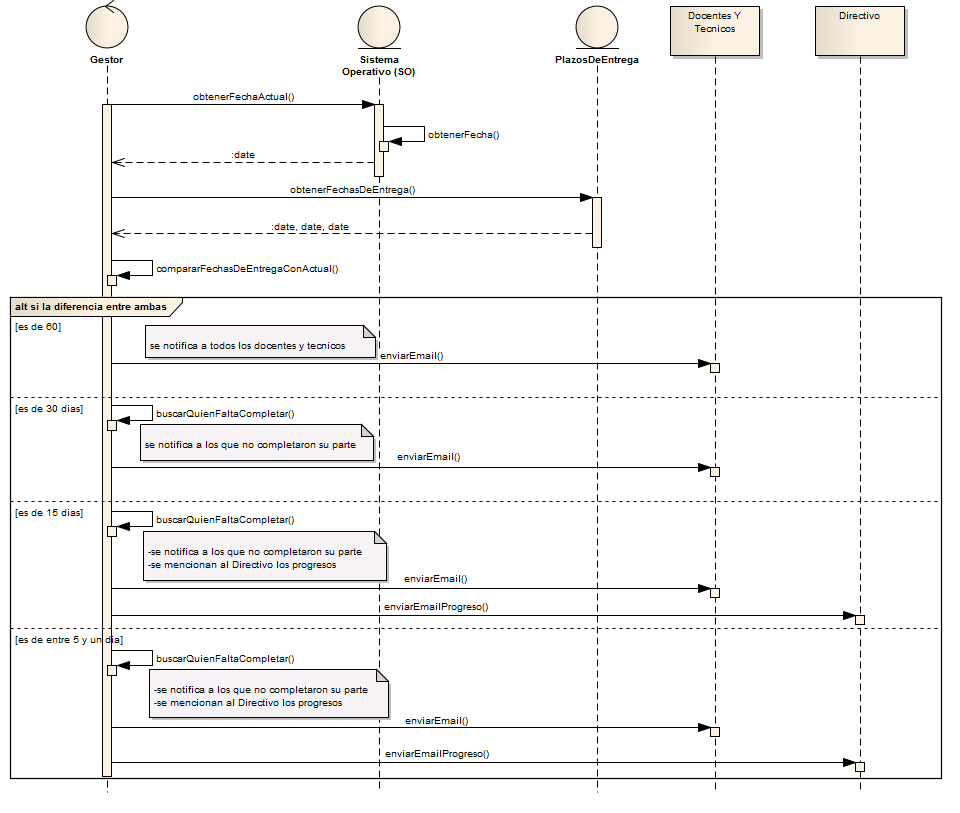 Gestor
Sistema
Operativo (SO)
PlazosDeEntrega
Docentes Y
Tecnicos
Directivo
obtenerFechaActual()
obtenerFecha()
:date
obtenerFechasDeEntrega()
:date, date, date
compararFechasDeEntregaConActual()
alt si la diferencia entre ambas
[es de 60]
se notifica a todos los docentes y tecnicos
enviarEmail()
[es de 30 dias]
buscarQuienFaltaCompletar()
se notifica a los que no completaron su parte
enviarEmail()
[es de 15 dias]
buscarQuienFaltaCompletar()
-se notifica a los que no completaron su parte
-se mencionan al Directivo los progresos
enviarEmail()
enviarEmailProgreso()
[es de entre 5 y un dia]
buscarQuienFaltaCompletar()
-se notifica a los que no completaron su parte
-se mencionan al Directivo los progresos
enviarEmail()
enviarEmailProgreso()